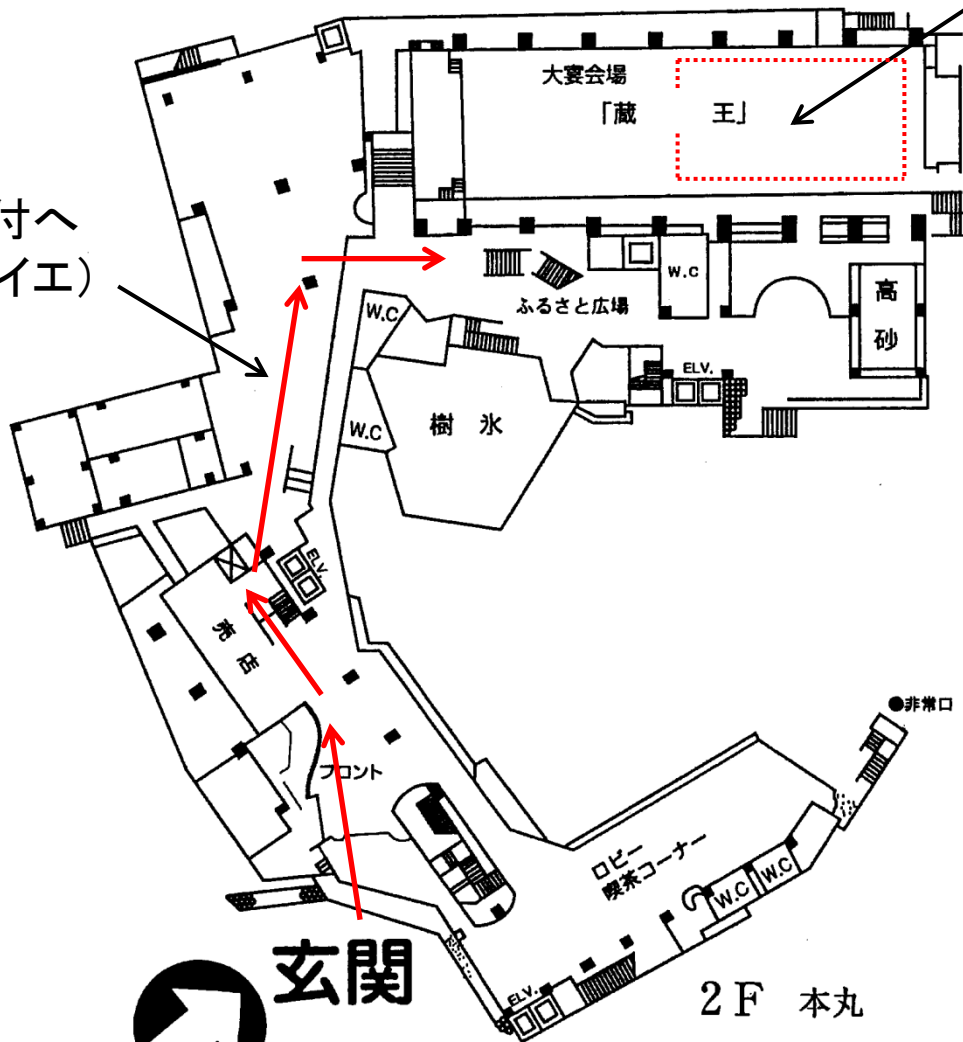 大宴会場
「蔵 王」
付へ
イエ）
W.C
高砂
ふるさと広場
W.C
ELV.
W.C
樹 氷
ELV.
売店
●非常口
フロント
ロビー
喫茶コーナー
W.C
W.C
玄関
ELV.
2F 本丸